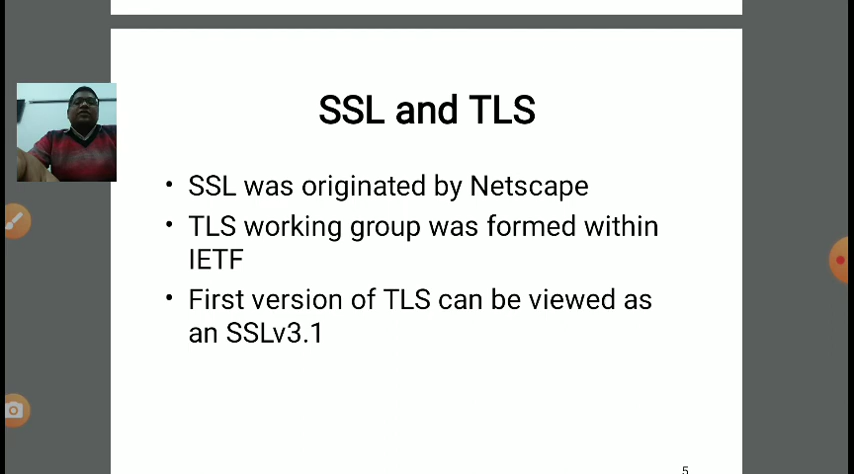 SSL and TLS
• SSL was originated by Netscape
• TLS working group was formed within
IETF
• First version of TLS can be viewed as
an SSLv3.1
5